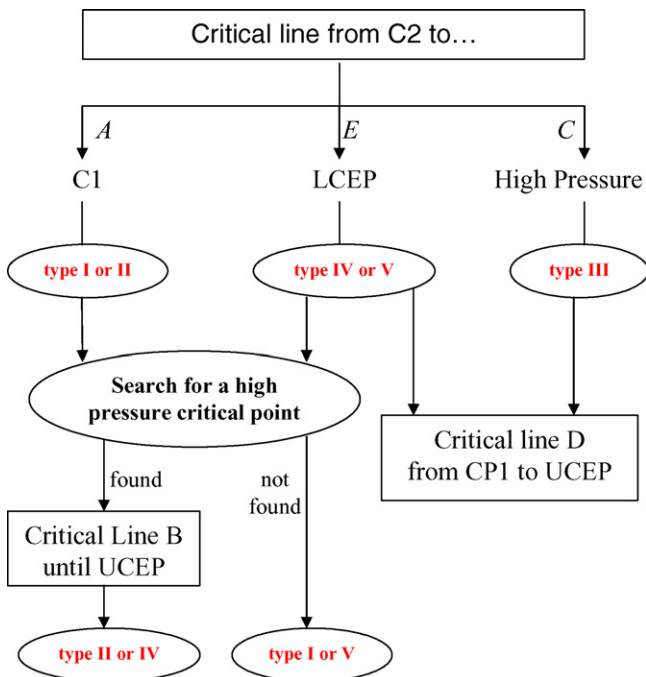 Critical line from C2 to…
A
E
C
C1
LCEP
High Pressure
type I or II
type IV or V
type III
Search for a high
pressure critical point
Critical line D
from CP1 to UCEP
found
not
found
Critical Line B
until UCEP
type II or IV
type I or V